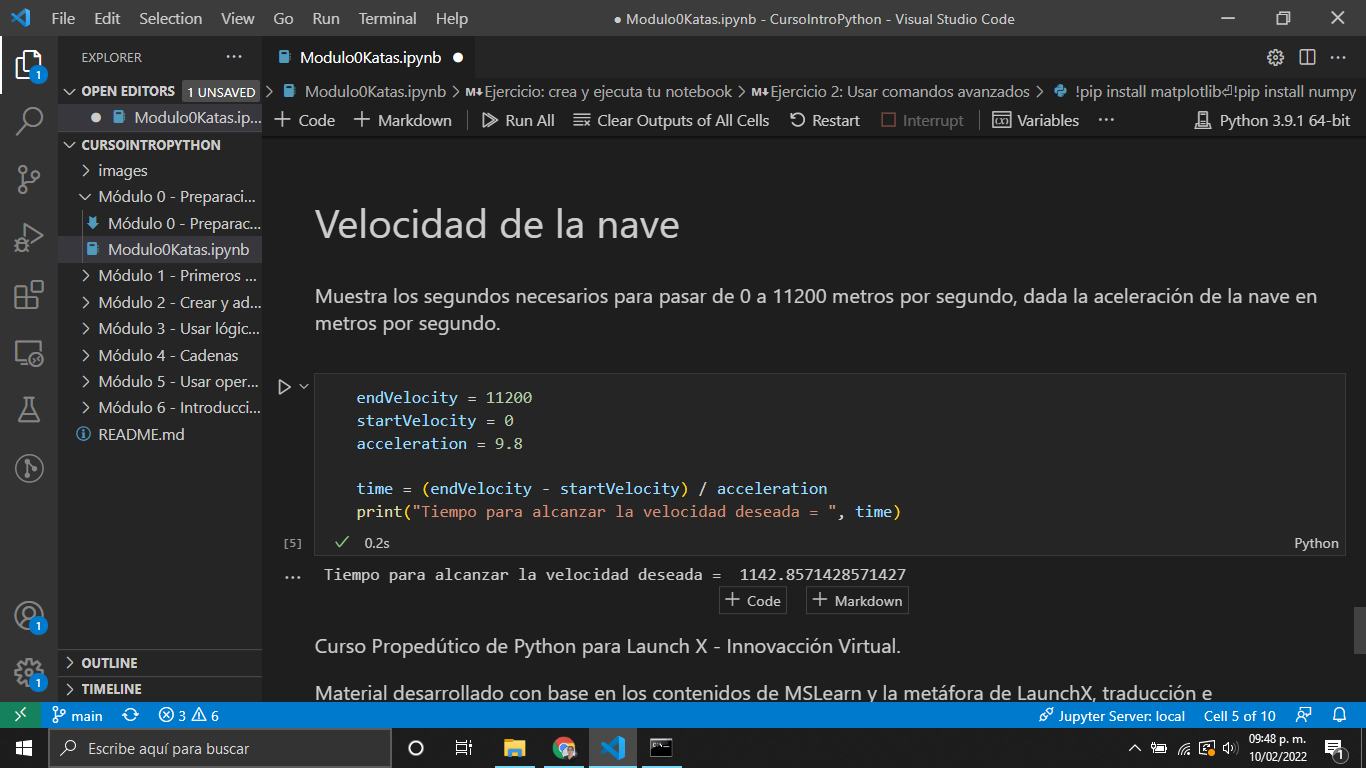 File Edit Selection View Go Run Terminal Help
● Modulo0Katas.ipynb - CursoIntroPython - Visual Studio Code
EXPLORER ···
Modulo0Katas.ipynb ●
OPEN EDITORS 1 UNSAVED
Modulo0Katas.ipynb > M↓Ejercicio: crea y ejecuta tu notebook > M↓Ejercicio 2: Usar comandos avanzados > !pip install matplotlib⏎!pip install numpy
● Modulo0Katas.ip...
+ Code + Markdown Run All Clear Outputs of All Cells Restart Interrupt Variables ··· Python 3.9.1 64-bit
CURSOINTROPYTHON
images
Módulo 0 - Preparaci...
Módulo 0 - Preparac...
Modulo0Katas.ipynb
Módulo 1 - Primeros ...
Módulo 2 - Crear y ad...
Módulo 3 - Usar lógic...
Módulo 4 - Cadenas
Módulo 5 - Usar oper...
Módulo 6 - Introducci...
README.md
OUTLINE
TIMELINE
1
1
1
Velocidad de la nave
Muestra los segundos necesarios para pasar de 0 a 11200 metros por segundo, dada la aceleración de la nave en
metros por segundo.
endVelocity = 11200
startVelocity = 0
acceleration = 9.8
time = (endVelocity - startVelocity) / acceleration
print("Tiempo para alcanzar la velocidad deseada = ", time)
[5] ✓ 0.2s Python
··· Tiempo para alcanzar la velocidad deseada =  1142.8571428571427
+ Code + Markdown
Curso Propedútico de Python para Launch X - Innovacción Virtual.
Material desarrollado con base en los contenidos de MSLearn y la metáfora de LaunchX, traducción e
main 3 6 Jupyter Server: local Cell 5 of 10
Escribe aquí para buscar
09:48 p. m.
10/02/2022
1